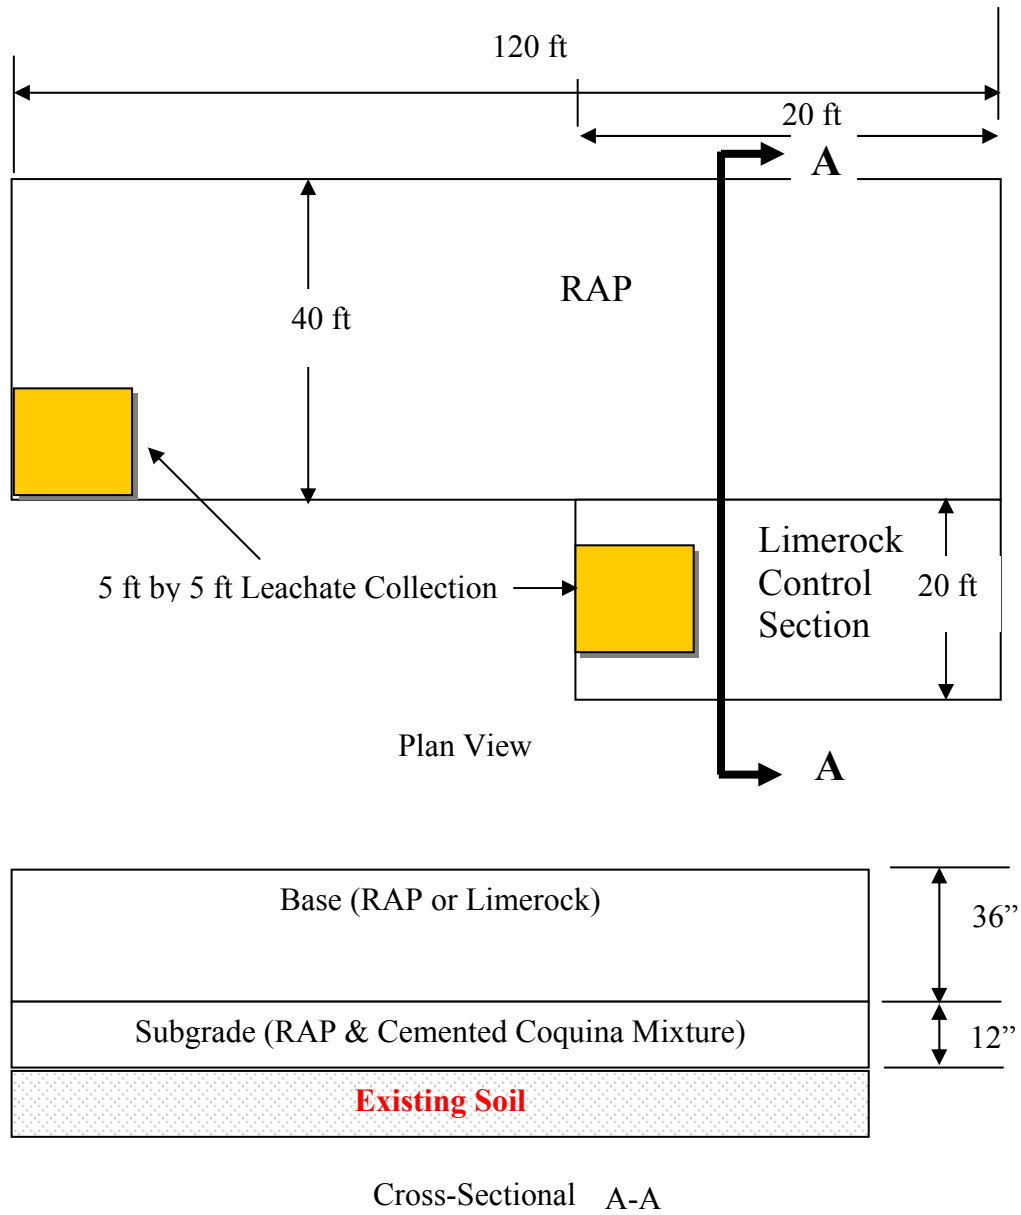 120 ft
20 ft
A
RAP
40 ft
Limerock
Control
Section
20 ft
5 ft by 5 ft Leachate Collection
Plan View
A
Base (RAP or Limerock)
36”
Subgrade (RAP & Cemented Coquina Mixture)
12”
Existing Soil
Cross-Sectional A-A